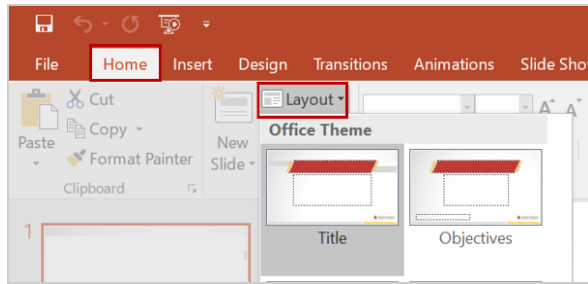 File Home Insert Design Transitions Animations Slide Sho
Cut
Layout
Copy
Paste
New
Slide
Format Painter
Clipboard
Office Theme
Title Objectives
1